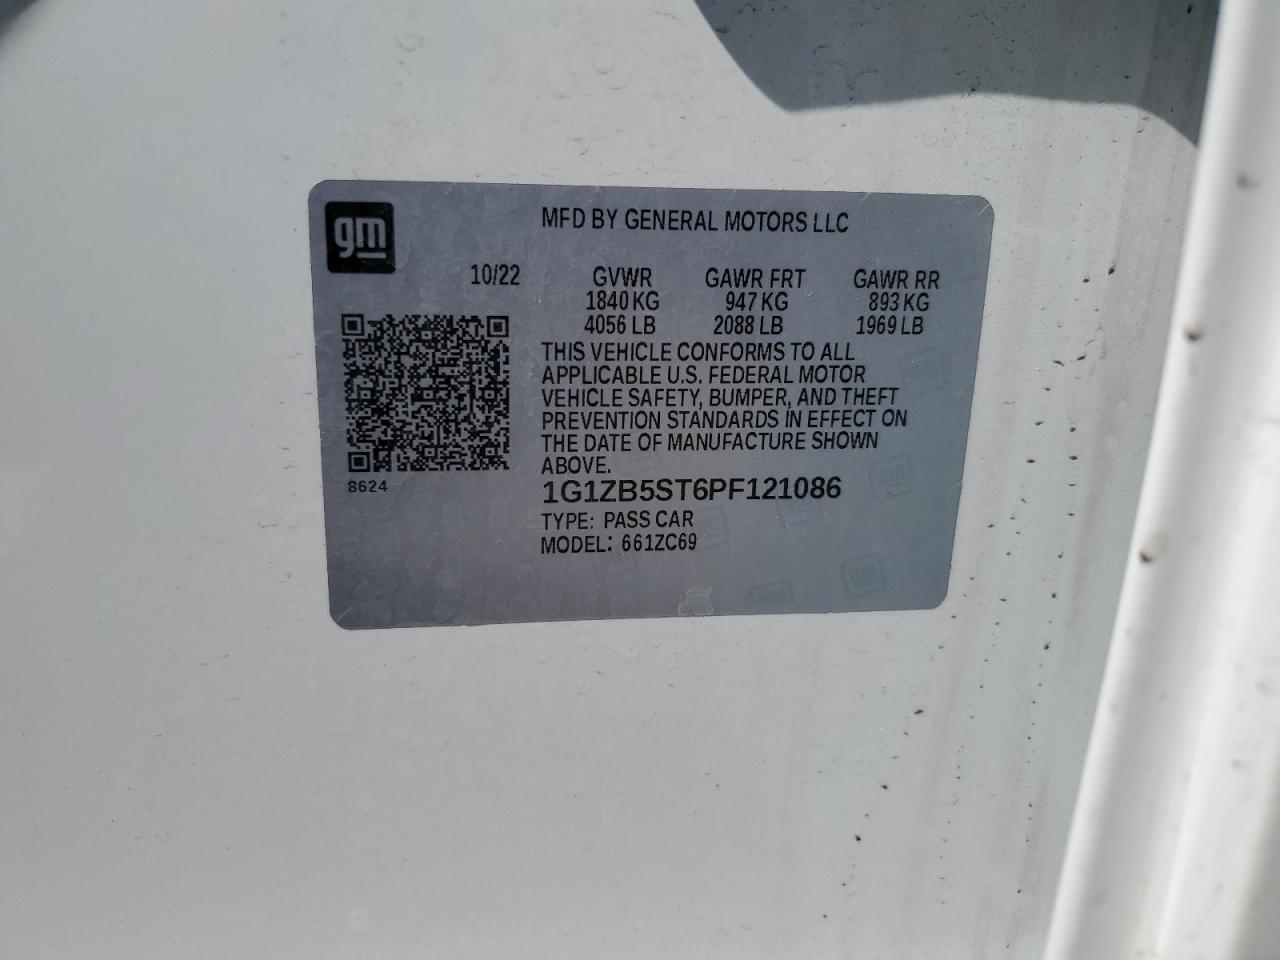 gm
MFD BY GENERAL MOTORS LLC
10/22 GVWR GAWR FRT GAWR RR
1840 KG 947 KG 893 KG
4056 LB 2088 LB 1969 LB
THIS VEHICLE CONFORMS TO ALL
APPLICABLE U.S. FEDERAL MOTOR
VEHICLE SAFETY, BUMPER, AND THEFT
PREVENTION STANDARDS IN EFFECT ON
THE DATE OF MANUFACTURE SHOWN
ABOVE.
8624
1G1ZB5ST6PF121086
TYPE: PASS CAR
MODEL: 661ZC69